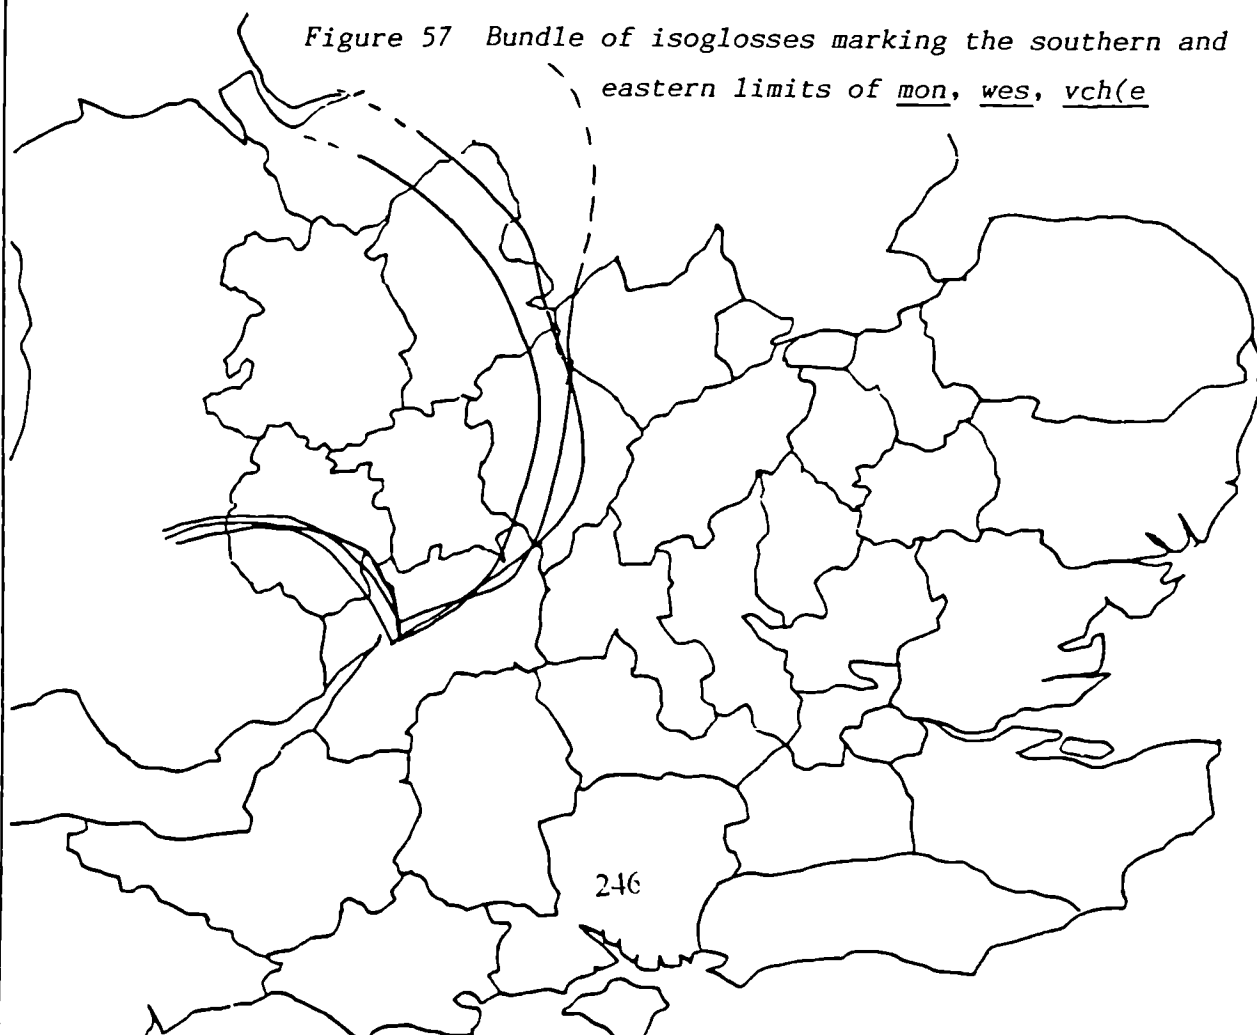 Figure 57 Bundle of isoglosses marking the southern and
eastern limits of mon, wes, vch(e
246